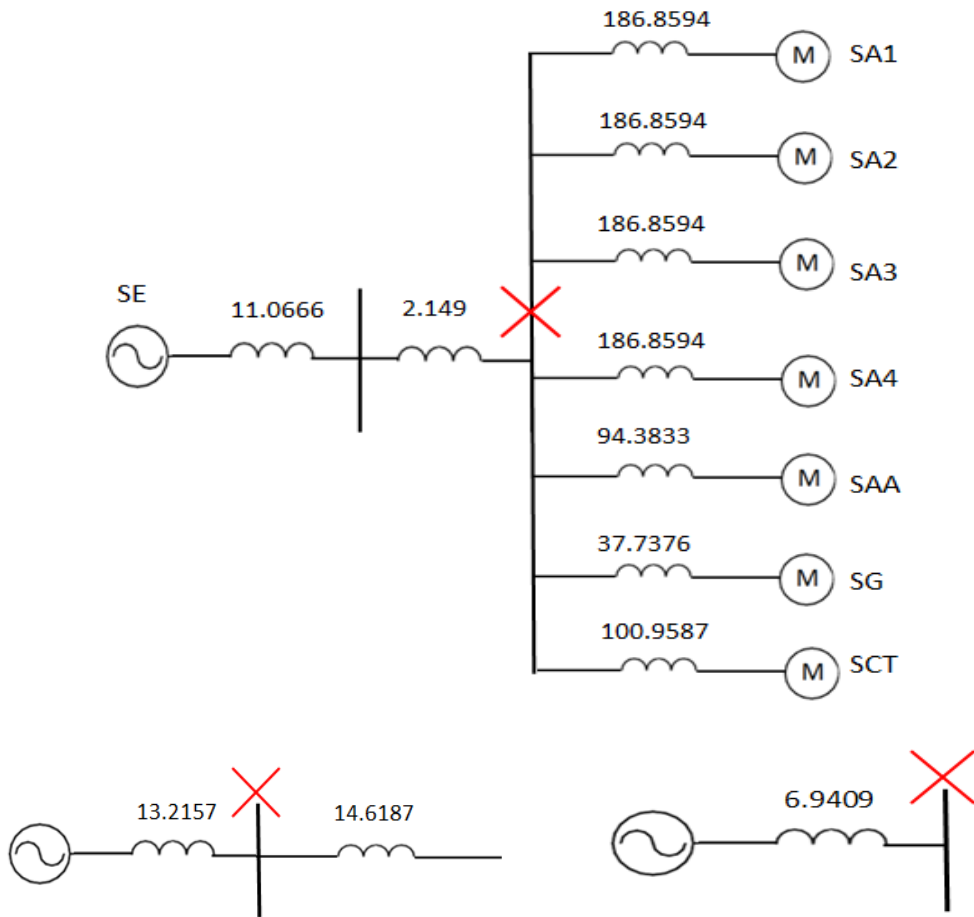 186.8594
M SA1
186.8594
M SA2
186.8594
M SA3
SE
11.0666
2.149
186.8594
M SA4
94.3833
M SAA
37.7376
M SG
100.9587
M SCT
13.2157
14.6187
6.9409